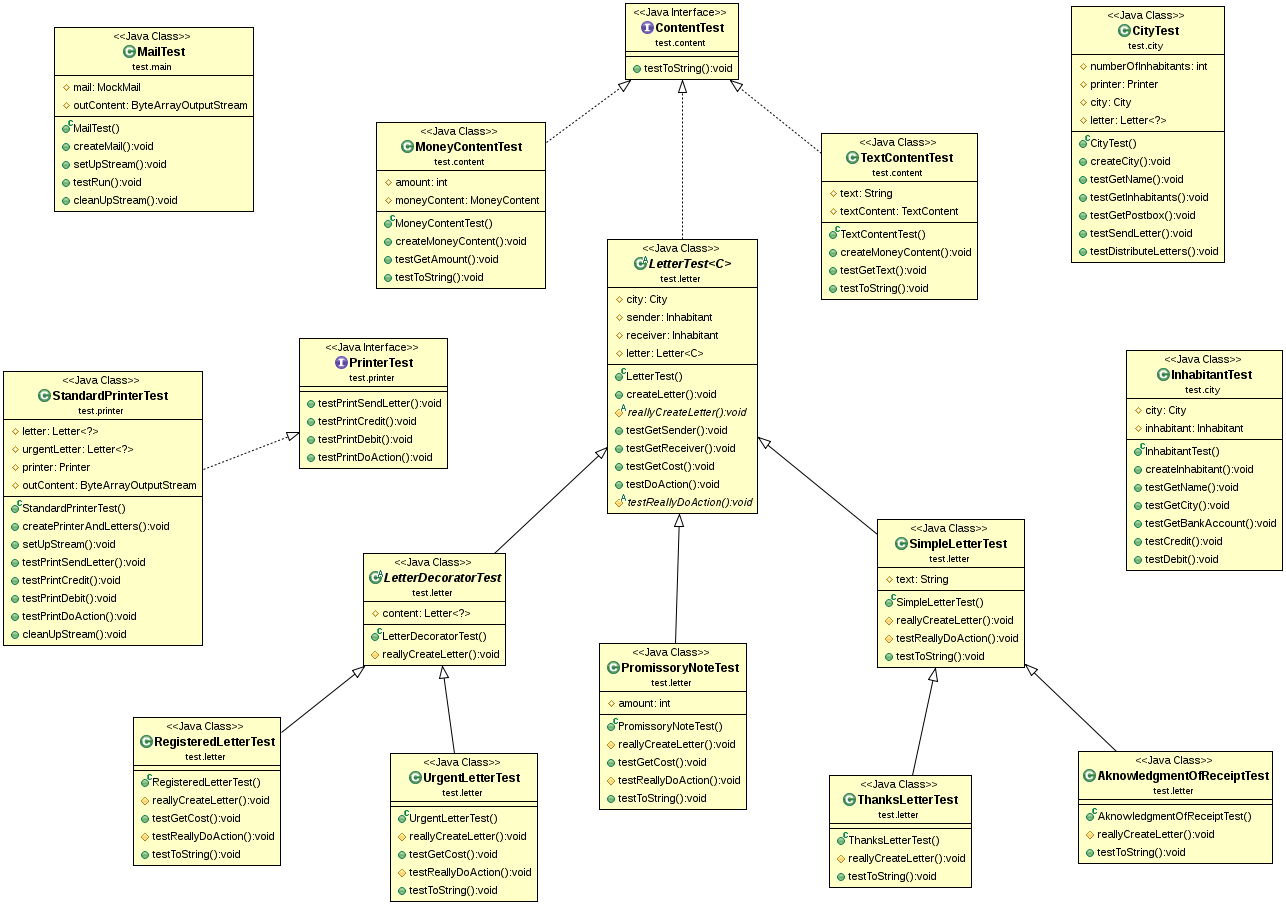 <<Java Class>>
MailTest
test.main
mail: MockMail
outContent: ByteArrayOutputStream
MailTest()
createMail():void
setUpStream():void
testRun():void
cleanUpStream():void
<<Java Interface>>
ContentTest
test.content
testToString():void
<<Java Class>>
CityTest
test.city
numberOfInhabitants: int
printer: Printer
city: City
letter: Letter<?>
CityTest()
createCity():void
testGetName():void
testGetInhabitants():void
testGetPostbox():void
testSendLetter():void
testDistributeLetters():void
<<Java Class>>
MoneyContentTest
test.content
amount: int
moneyContent: MoneyContent
MoneyContentTest()
createMoneyContent():void
testGetAmount():void
testToString():void
<<Java Class>>
TextContentTest
test.content
text: String
textContent: TextContent
TextContentTest()
createMoneyContent():void
testGetText():void
testToString():void
<<Java Class>>
LetterTest<C>
test.letter
city: City
sender: Inhabitant
receiver: Inhabitant
letter: Letter<C>
LetterTest()
createLetter():void
reallyCreateLetter():void
testGetSender():void
testGetReceiver():void
testGetCost():void
testDoAction():void
testReallyDoAction():void
<<Java Interface>>
PrinterTest
test.printer
testPrintSendLetter():void
testPrintCredit():void
testPrintDebit():void
testPrintDoAction():void
<<Java Class>>
StandardPrinterTest
test.printer
letter: Letter<?>
urgentLetter: Letter<?>
printer: Printer
outContent: ByteArrayOutputStream
StandardPrinterTest()
createPrinterAndLetters():void
setUpStream():void
testPrintSendLetter():void
testPrintCredit():void
testPrintDebit():void
testPrintDoAction():void
cleanUpStream():void
<<Java Class>>
InhabitantTest
test.city
city: City
inhabitant: Inhabitant
InhabitantTest()
createInhabitant():void
testGetName():void
testGetCity():void
testGetBankAccount():void
testCredit():void
testDebit():void
<<Java Class>>
LetterDecoratorTest
test.letter
content: Letter<?>
LetterDecoratorTest()
reallyCreateLetter():void
<<Java Class>>
SimpleLetterTest
test.letter
text: String
SimpleLetterTest()
reallyCreateLetter():void
testReallyDoAction():void
testToString():void
<<Java Class>>
PromissoryNoteTest
test.letter
amount: int
PromissoryNoteTest()
reallyCreateLetter():void
testGetCost():void
testReallyDoAction():void
testToString():void
<<Java Class>>
RegisteredLetterTest
test.letter
RegisteredLetterTest()
reallyCreateLetter():void
testGetCost():void
testReallyDoAction():void
testToString():void
<<Java Class>>
UrgentLetterTest
test.letter
UrgentLetterTest()
reallyCreateLetter():void
testGetCost():void
testReallyDoAction():void
testToString():void
<<Java Class>>
ThanksLetterTest
test.letter
ThanksLetterTest()
reallyCreateLetter():void
testToString():void
<<Java Class>>
AknowledgmentOfReceiptTest
test.letter
AknowledgmentOfReceiptTest()
reallyCreateLetter():void
testToString():void